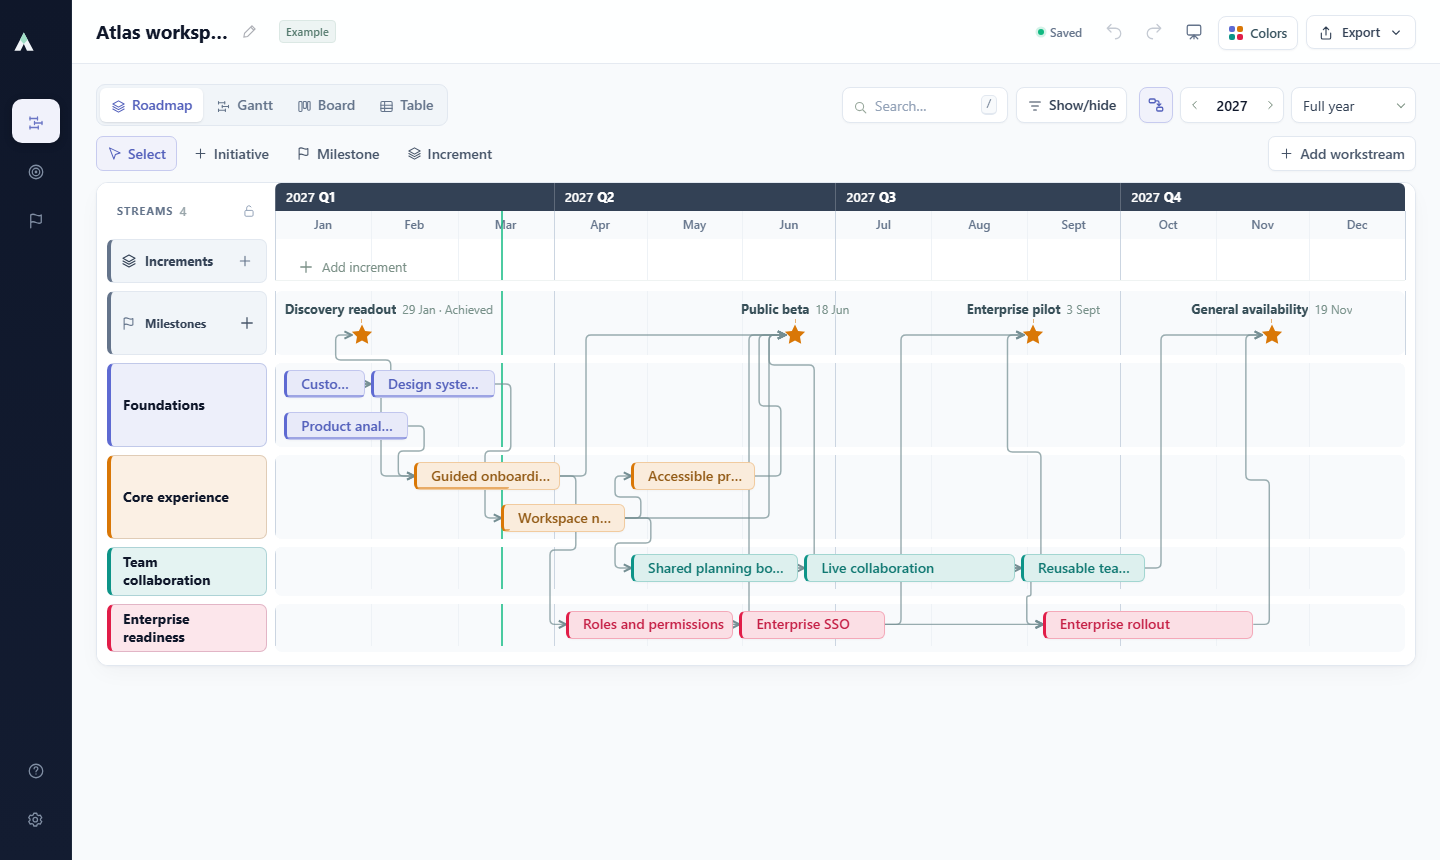 Atlas worksp...
Example
Saved
Colors
Export
Roadmap
Gantt
Board
Table
Search...
/
Show/hide
2027
Full year
Select
Initiative
Milestone
Increment
Add workstream
STREAMS 4
2027 Q1
2027 Q2
2027 Q3
2027 Q4
Jan
Feb
Mar
Apr
May
Jun
Jul
Aug
Sept
Oct
Nov
Dec
Increments
Add increment
Milestones
Discovery readout 29 Jan · Achieved
Public beta 18 Jun
Enterprise pilot 3 Sept
General availability 19 Nov
Foundations
Custo...
Design syste...
Product anal...
Core experience
Guided onboardi...
Accessible pr...
Workspace n...
Team
collaboration
Shared planning bo...
Live collaboration
Reusable tea...
Enterprise
readiness
Roles and permissions
Enterprise SSO
Enterprise rollout